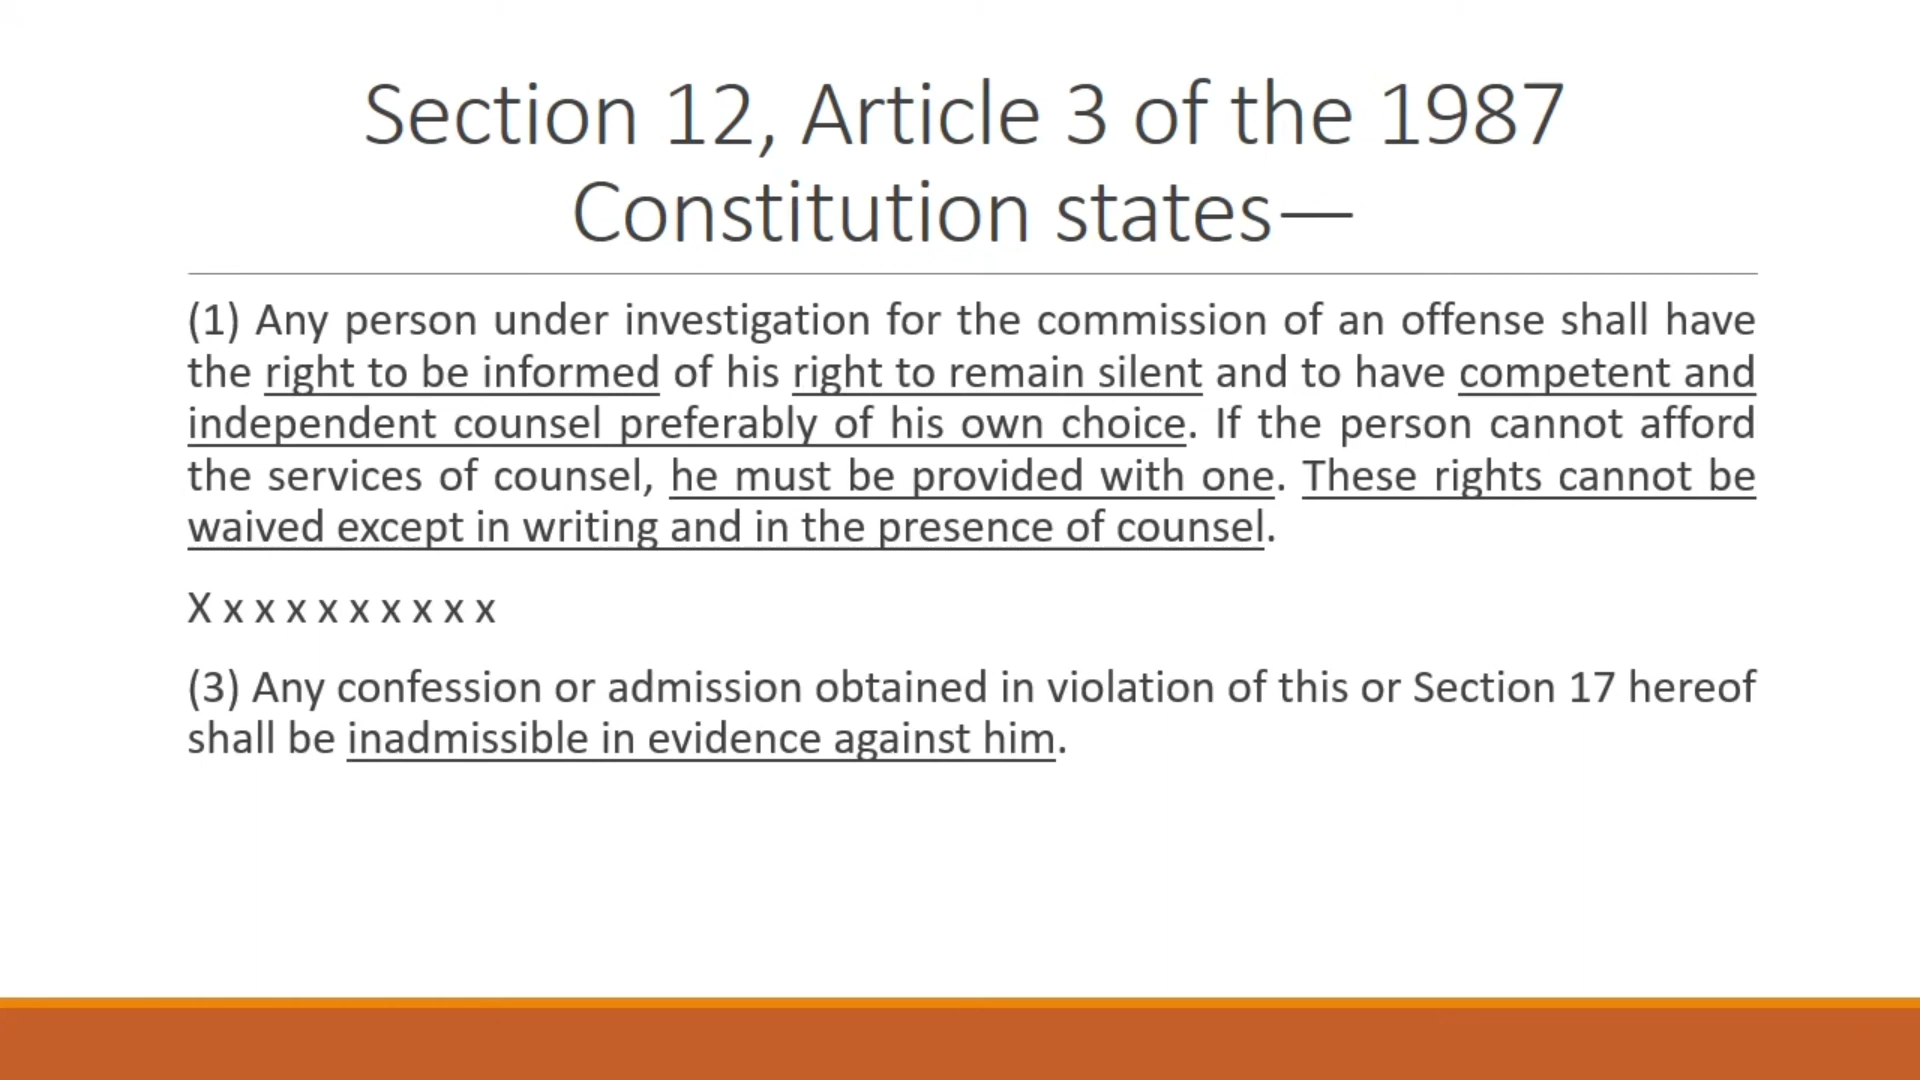 Section 12, Article 3 of the 1987
Constitution states—
(1) Any person under investigation for the commission of an offense shall have
the right to be informed of his right to remain silent and to have competent and
independent counsel preferably of his own choice. If the person cannot afford
the services of counsel, he must be provided with one. These rights cannot be
waived except in writing and in the presence of counsel.
X x x x x x x x x x
(3) Any confession or admission obtained in violation of this or Section 17 hereof
shall be inadmissible in evidence against him.